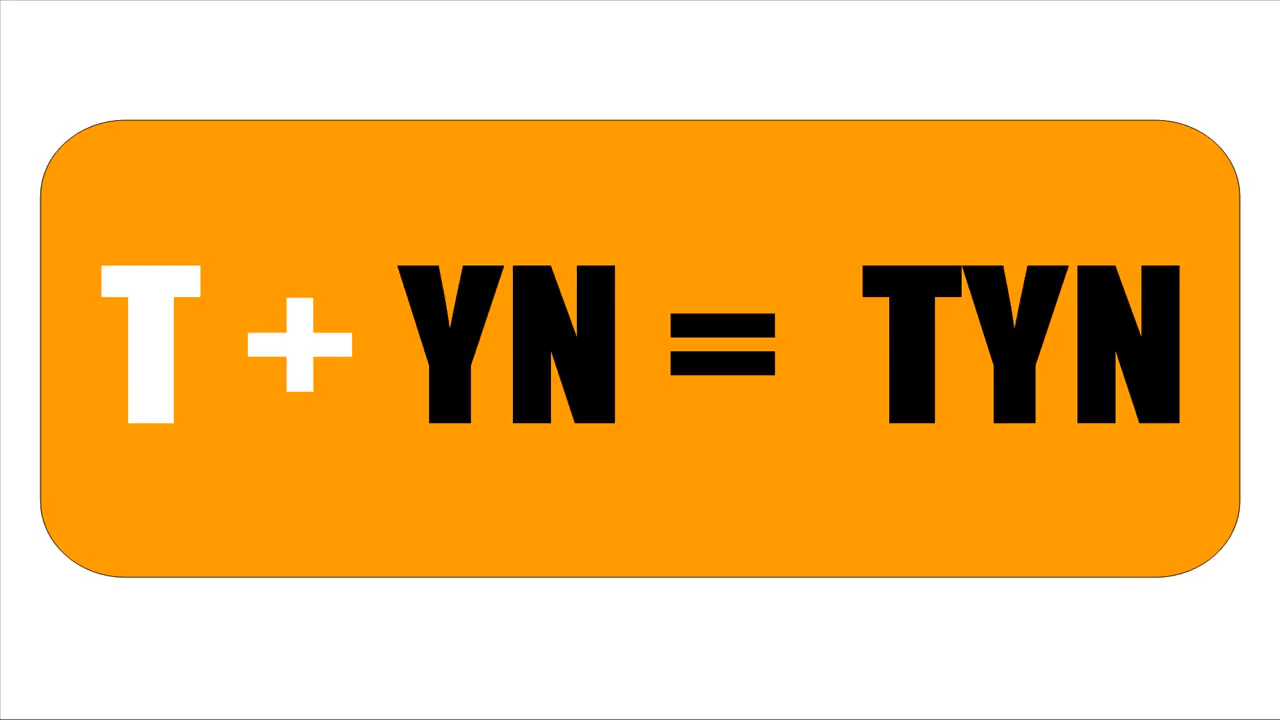 T + YN = TYN